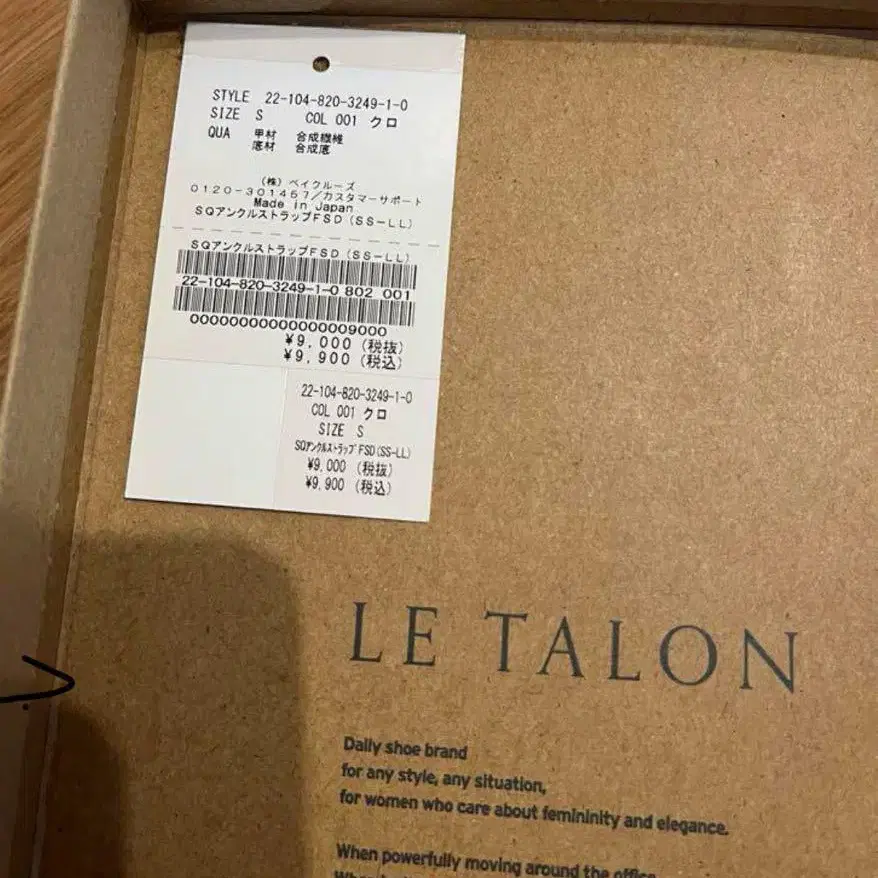 STYLE 22-104-820-3249-1-0
SIZE S COL 001 クロ
QUA 甲材 合成繊維
底材 合成底
(株) ベイクルーズ
0120-301457/カスタマーサポート
Made in Japan
SQアンクルストラップFSD(SS-LL)
SQアンクルストラップFSD(SS-LL)
22-104-820-3249-1-0 802 001
00000000000000009000
¥9,000 (税抜)
¥9,900 (税込)
22-104-820-3249-1-0
COL 001 クロ
SIZE S
SQアンクルストラップFSD(SS-LL)
¥9,000 (税抜)
¥9,900 (税込)
LE TALON
Daily shoe brand
for any style, any situation,
for women who care about femininity and elegance.
When powerfully moving around the office